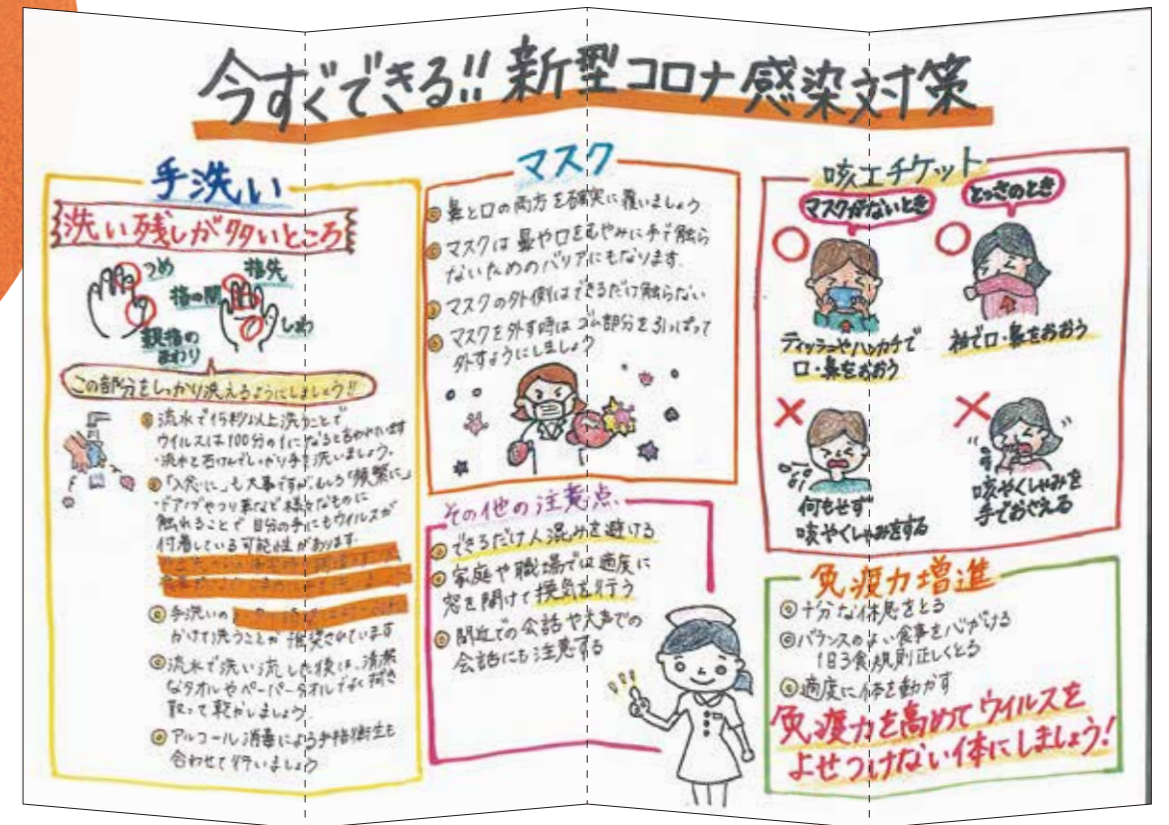 今すぐできる!! 新型コロナ感染対策
手洗い
洗い残しが多いところ
つめ
指先
指の間
しわ
親指の
まわり
この部分をしっかり洗えるようにしましょう!!
流水で15秒以上洗うことで
ウイルスは100分の1になると言われています
・流水と石けんでしっかり手を洗いましょう。
「入念に」も大事ですが、むしろ「頻繁に」
・ドアノブやつり革など様々なものに
触れることで自分の手にもウイルスが
付着している可能性があります。
手洗いの
かけて洗うことが推奨されています
流水で洗い流した後は、清潔
なタオルやペーパータオルでよく拭き
取って乾かしましょう
アルコール消毒による手指衛生も
合わせて行いましょう
マスク
鼻と口の両方を確実に覆いましょう
マスクは鼻や口をむやみに手で触ら
ないためのバリアにもなります。
マスクの外側はできるだけ触らない
マスクを外す時はゴム部分を引っぱって
外すようにしましょう
その他の注意点
できるだけ人混みを避ける
家庭や職場では適度に
窓を開けて換気を行う
間近での会話や大声での
会話にも注意する
咳エチケット
マスクがないとき
とっさのとき
ティッシュやハンカチで
口・鼻をおおう
袖で口・鼻をおおう
何もせず
咳やくしゃみをする
咳やくしゃみを
手でおさえる
免疫力増進
十分な休息をとる
バランスのよい食事を心がける
1日3食規則正しくとる
適度に体を動かす
免疫力を高めてウイルスを
よせつけない体にしましょう!